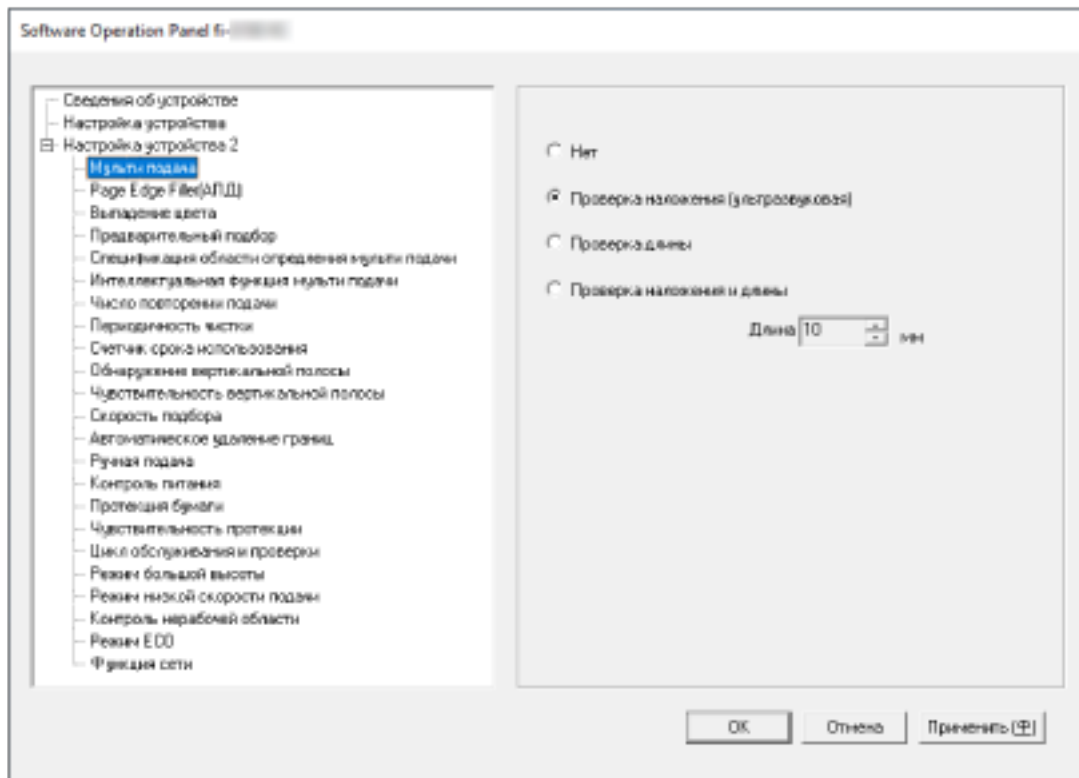 Software Operation Panel fi-
Сведения об устройстве
Настройка устройства
Настройка устройства 2
Мульти подача
Page Edge Filler(АПД)
Выпадение цвета
Предварительный подбор
Спецификация области опредления мульти подачи
Интеллектуальная функция мульти подачи
Число повторении подачи
Периодичность чистки
Счетчик срока использования
Обнаружение вертикальной полосы
Чувствительность вертикальной полосы
Скорость подбора
Автоматическое удаление границ
Ручная подача
Контроль питания
Протекция бумаги
Чувствительность протекции
Цикл обслуживания и проверки
Режим большой высоты
Режим низкой скорости подачи
Контроль нерабочей области
Режим ECO
Функция сети
Нет
Проверка наложения (ультразвуковая)
Проверка длины
Проверка наложения и длины
Длина 10 мм
OK Отмена Применить (Ф)